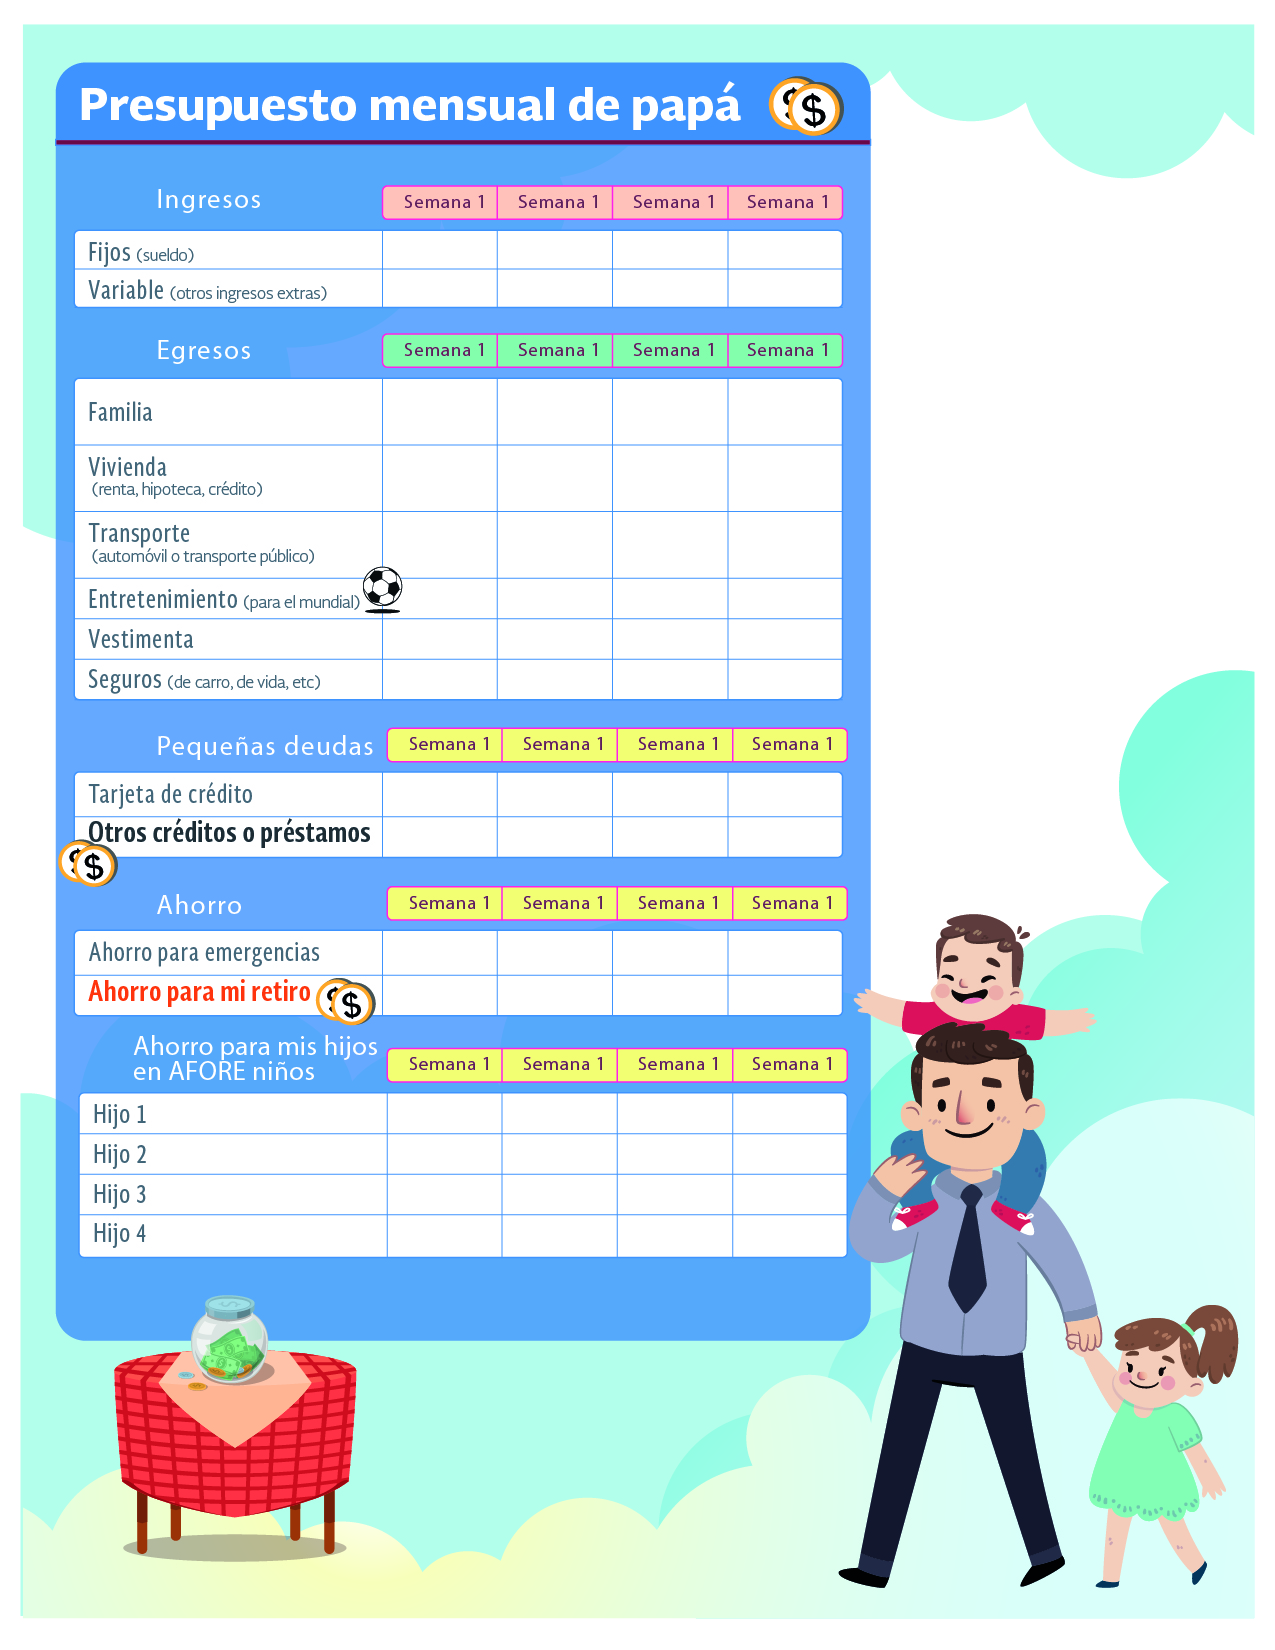 Presupuesto mensual de papá
Ingresos Semana 1 Semana 1 Semana 1 Semana 1
Fijos (sueldo)
Variable (otros ingresos extras)
Egresos Semana 1 Semana 1 Semana 1 Semana 1
Familia
Vivienda
(renta, hipoteca, crédito)
Transporte
(automóvil o transporte público)
Entretenimiento (para el mundial)
Vestimenta
Seguros (de carro, de vida, etc)
Pequeñas deudas Semana 1 Semana 1 Semana 1 Semana 1
Tarjeta de crédito
Otros créditos o préstamos
Ahorro Semana 1 Semana 1 Semana 1 Semana 1
Ahorro para emergencias
Ahorro para mi retiro
Ahorro para mis hijos
en AFORE niños Semana 1 Semana 1 Semana 1 Semana 1
Hijo 1
Hijo 2
Hijo 3
Hijo 4